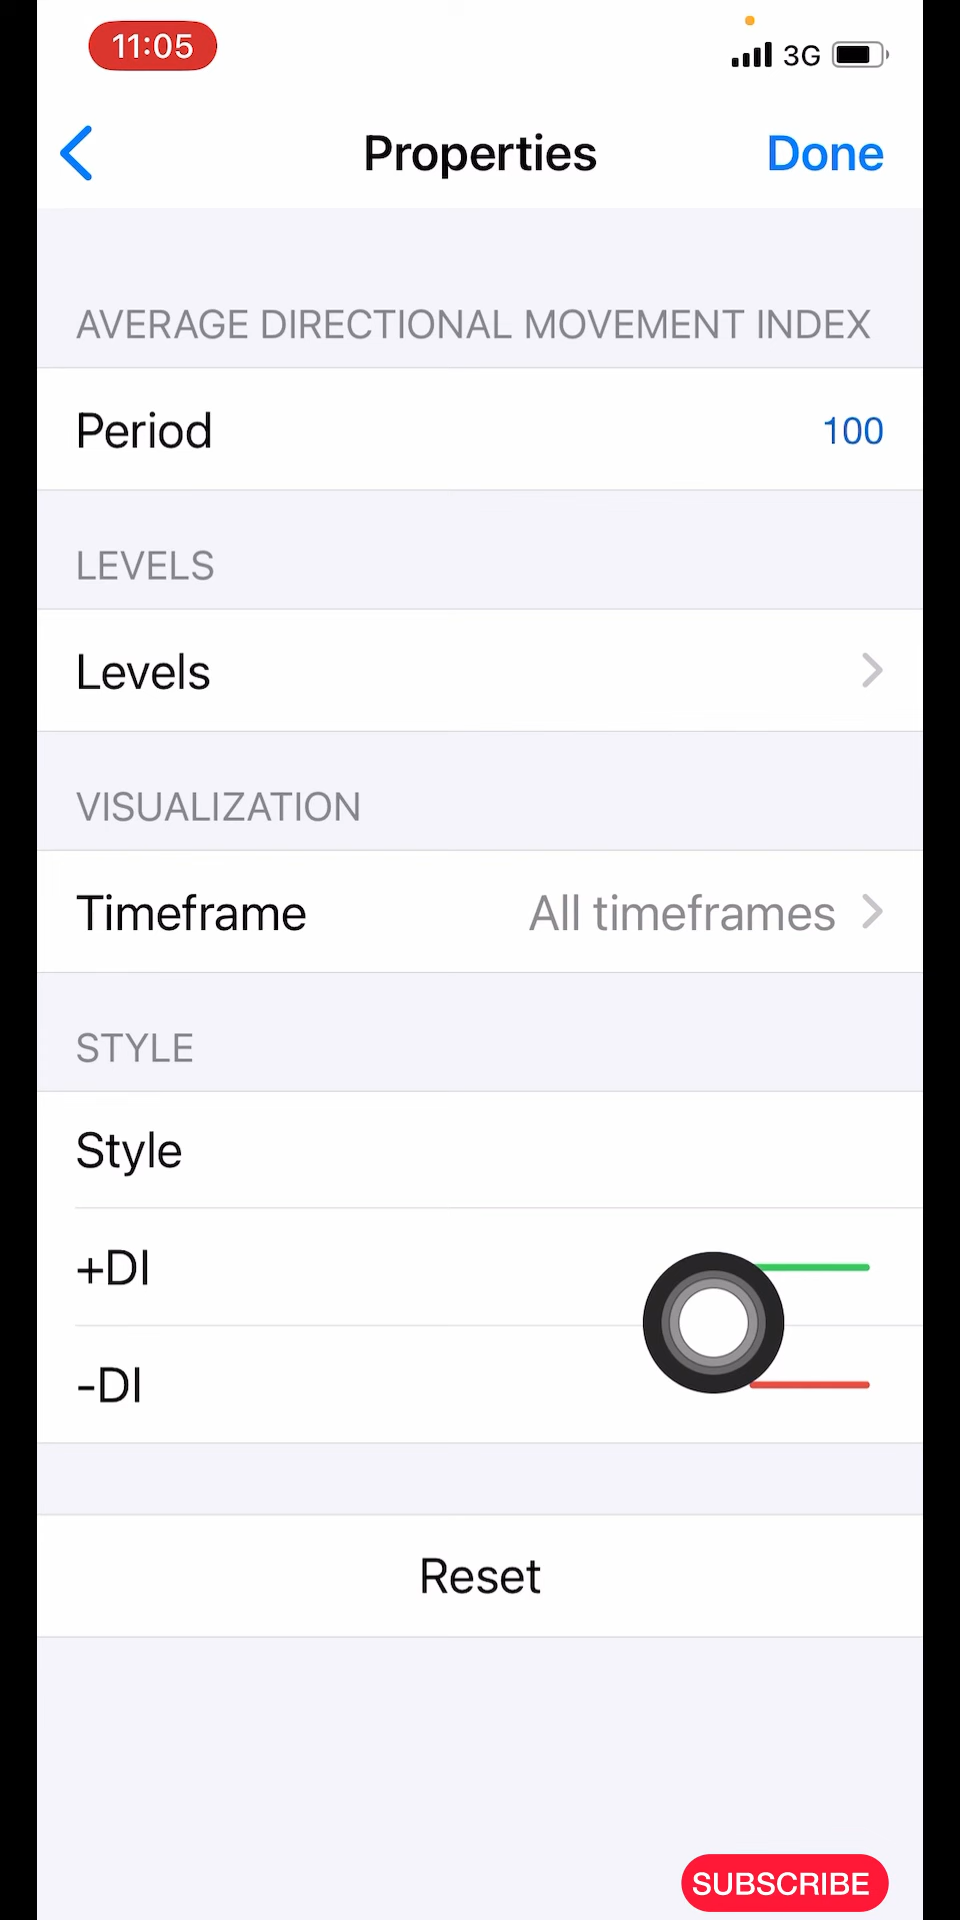 11:05
3G
Properties
Done
AVERAGE DIRECTIONAL MOVEMENT INDEX
Period
100
LEVELS
Levels
VISUALIZATION
Timeframe
All timeframes
STYLE
Style
+DI
-DI
Reset
SUBSCRIBE